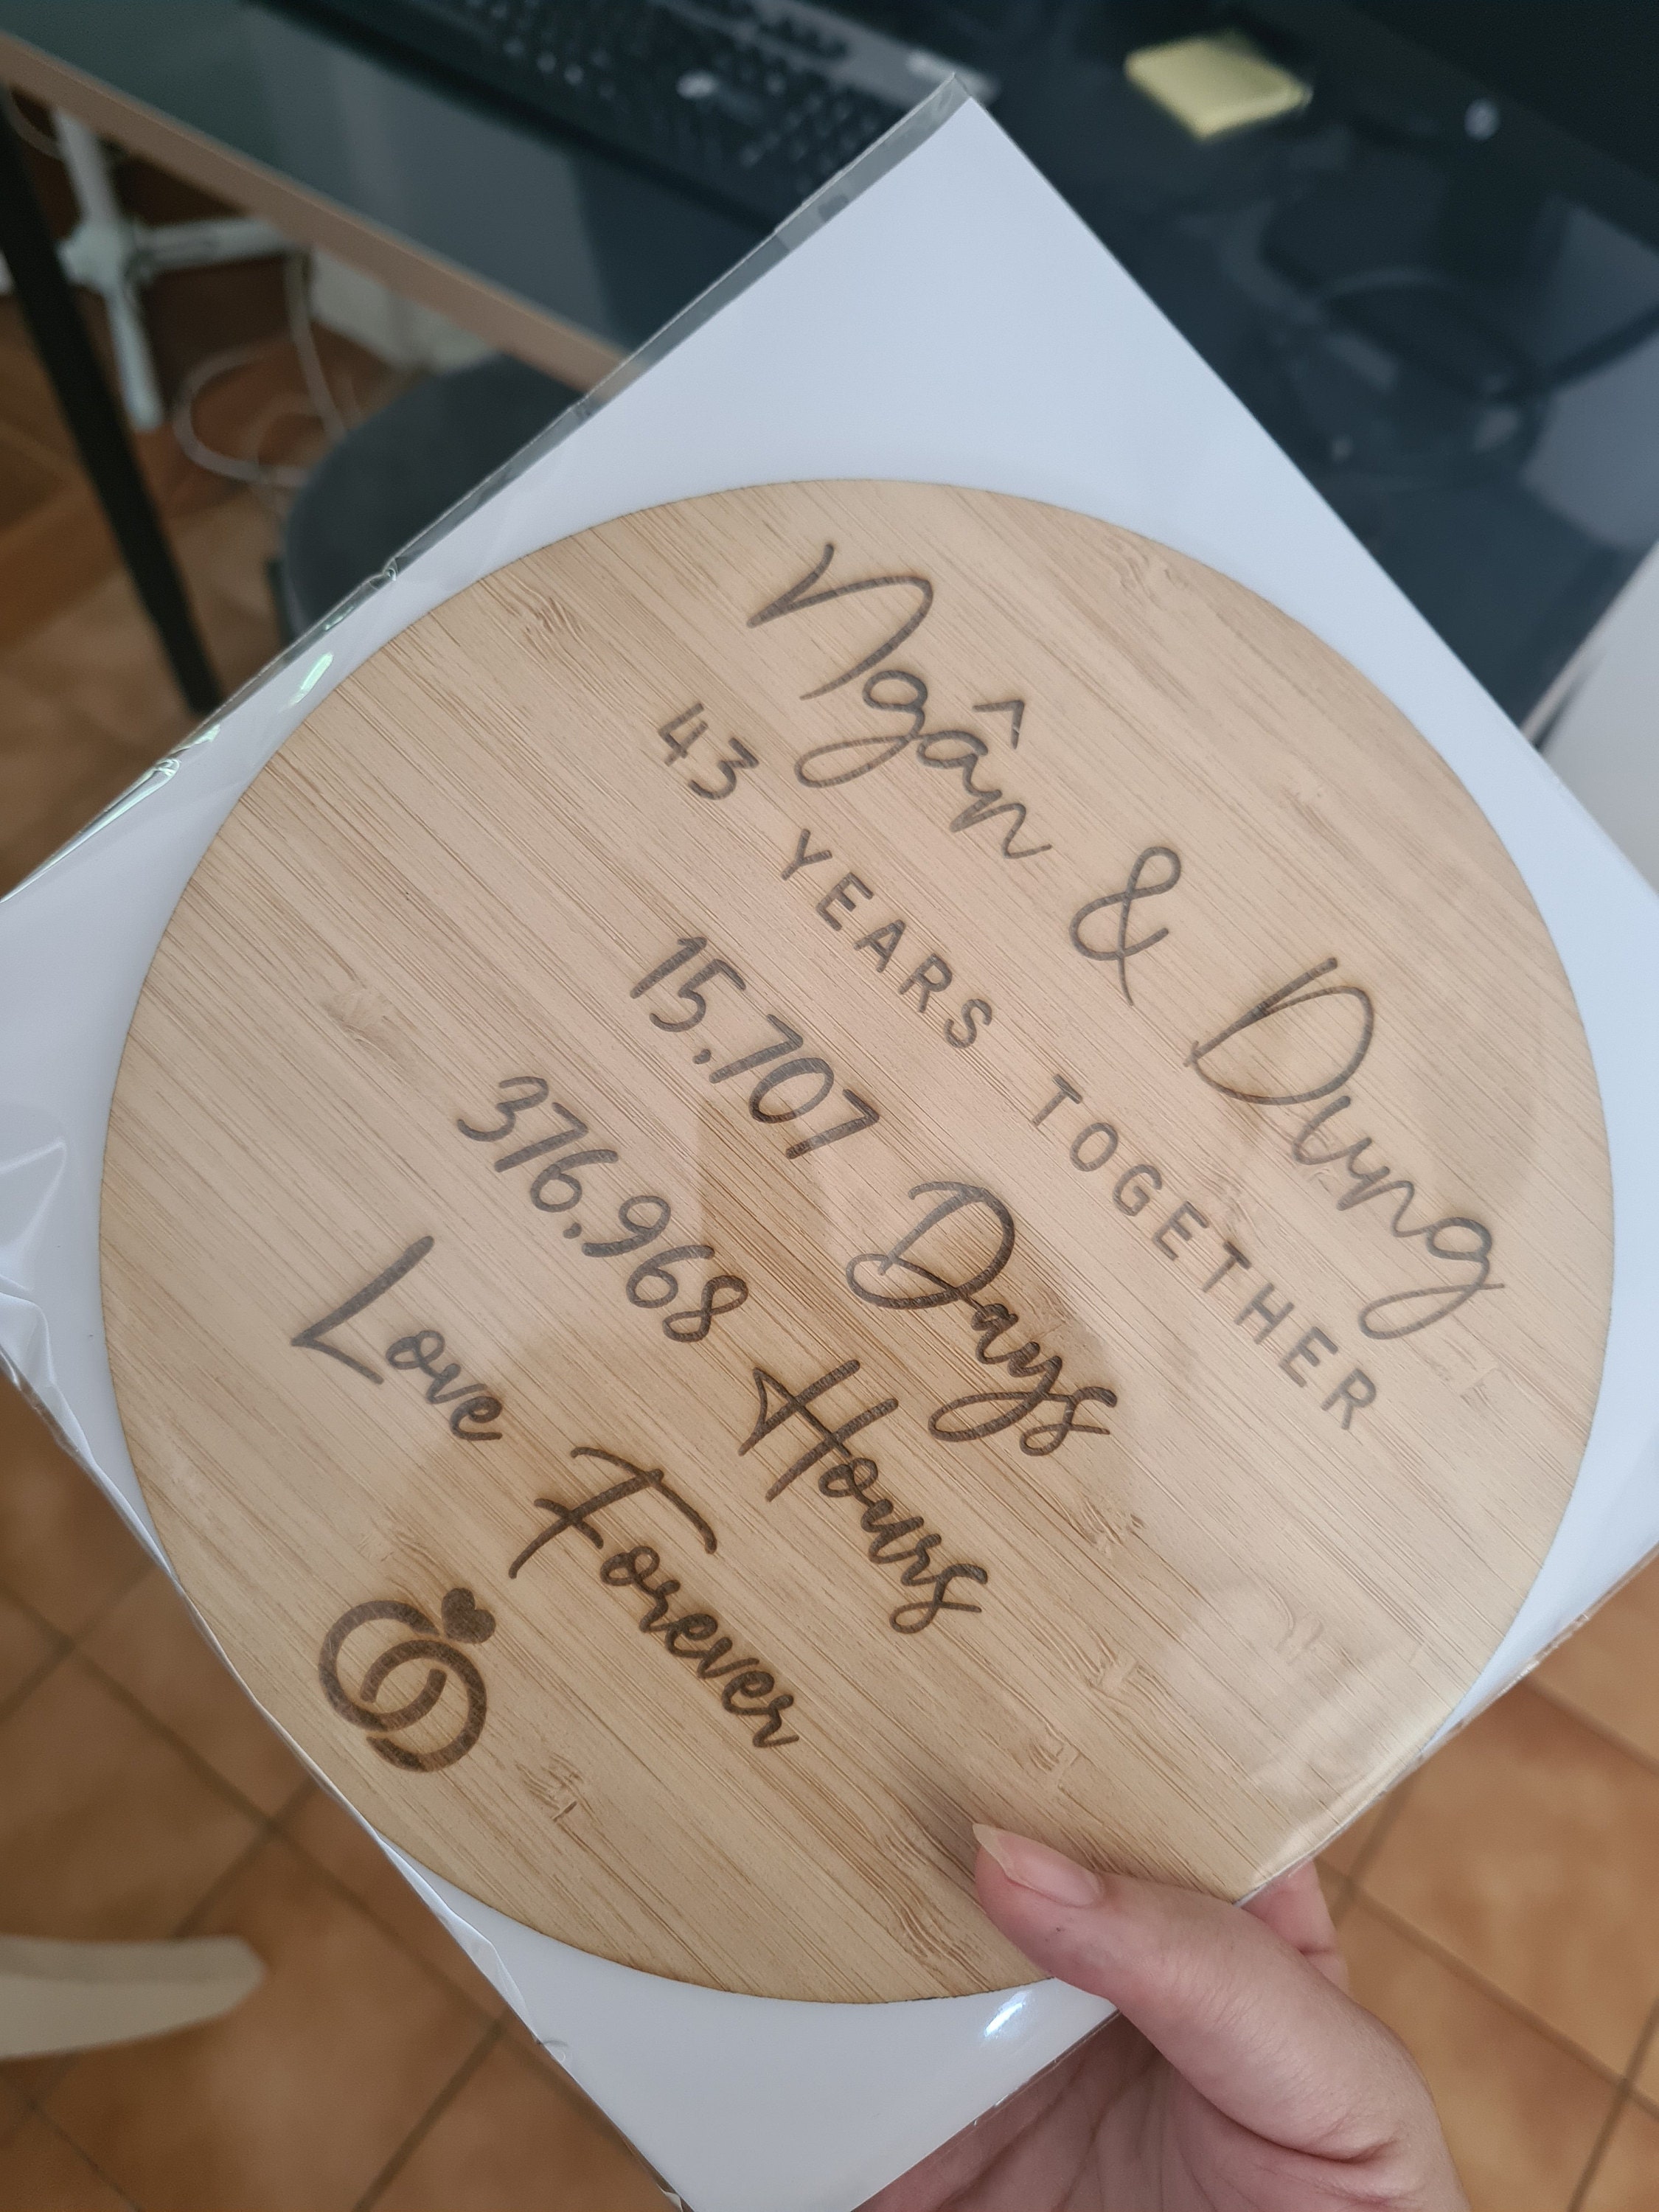 Ngân & Dung
43 YEARS TOGETHER
15.707 Days
376.968 Hours
Love Forever